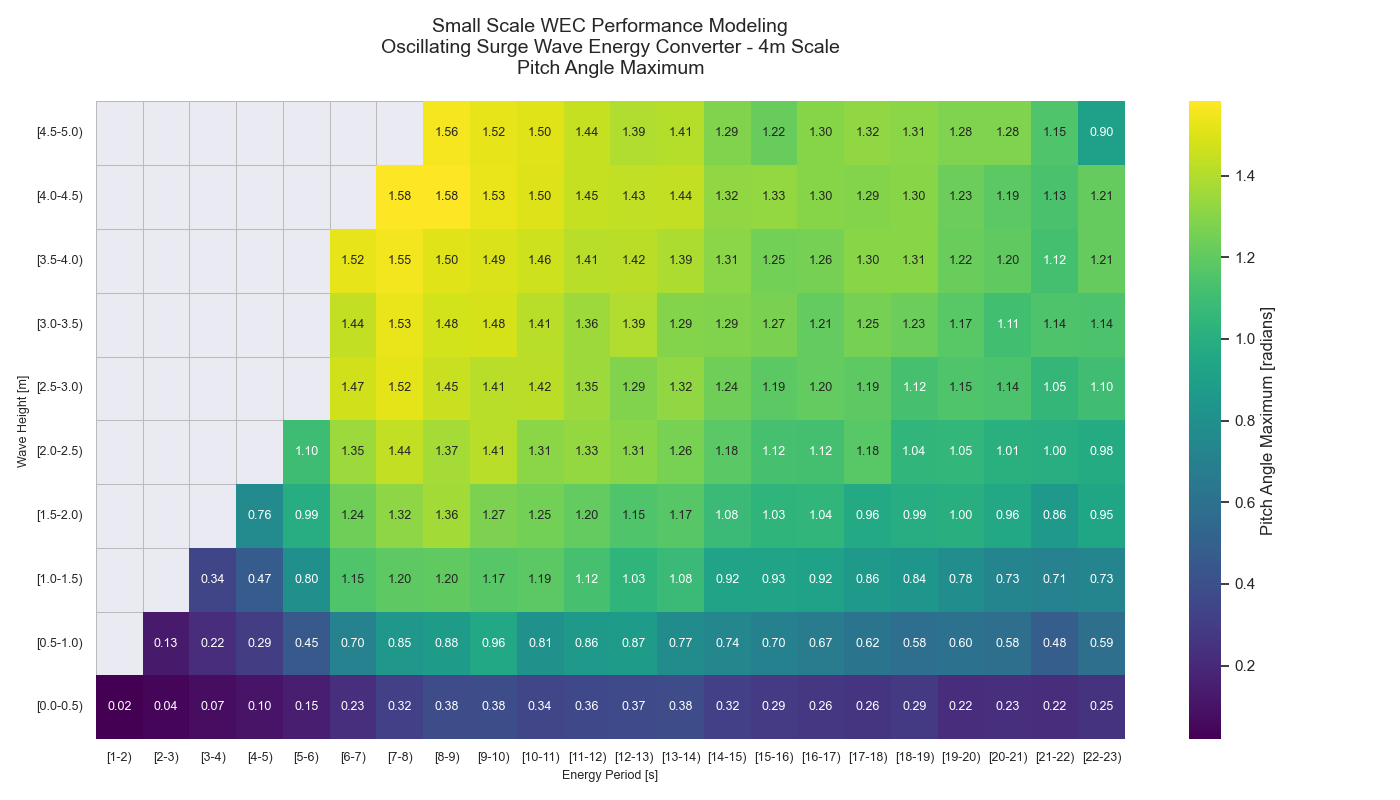 Small Scale WEC Performance Modeling
Oscillating Surge Wave Energy Converter - 4m Scale
Pitch Angle Maximum
[4.5-5.0) 1.56 1.52 1.50 1.44 1.39 1.41 1.29 1.22 1.30 1.32 1.31 1.28 1.28 1.15 0.90
[4.0-4.5) 1.58 1.58 1.53 1.50 1.45 1.43 1.44 1.32 1.33 1.30 1.29 1.30 1.23 1.19 1.13 1.21
[3.5-4.0) 1.52 1.55 1.50 1.49 1.46 1.41 1.42 1.39 1.31 1.25 1.26 1.30 1.31 1.22 1.20 1.12 1.21
[3.0-3.5) 1.44 1.53 1.48 1.48 1.41 1.36 1.39 1.29 1.29 1.27 1.21 1.25 1.23 1.17 1.11 1.14 1.14
[2.5-3.0) 1.47 1.52 1.45 1.41 1.42 1.35 1.29 1.32 1.24 1.19 1.20 1.19 1.12 1.15 1.14 1.05 1.10
[2.0-2.5) 1.10 1.35 1.44 1.37 1.41 1.31 1.33 1.31 1.26 1.18 1.12 1.12 1.18 1.04 1.05 1.01 1.00 0.98
[1.5-2.0) 0.76 0.99 1.24 1.32 1.36 1.27 1.25 1.20 1.15 1.17 1.08 1.03 1.04 0.96 0.99 1.00 0.96 0.86 0.95
[1.0-1.5) 0.34 0.47 0.80 1.15 1.20 1.20 1.17 1.19 1.12 1.03 1.08 0.92 0.93 0.92 0.86 0.84 0.78 0.73 0.71 0.73
[0.5-1.0) 0.13 0.22 0.29 0.45 0.70 0.85 0.88 0.96 0.81 0.86 0.87 0.77 0.74 0.70 0.67 0.62 0.58 0.60 0.58 0.48 0.59
[0.0-0.5) 0.02 0.04 0.07 0.10 0.15 0.23 0.32 0.38 0.38 0.34 0.36 0.37 0.38 0.32 0.29 0.26 0.26 0.29 0.22 0.23 0.22 0.25
[1-2) [2-3) [3-4) [4-5) [5-6) [6-7) [7-8) [8-9) [9-10) [10-11) [11-12) [12-13) [13-14) [14-15) [15-16) [16-17) [17-18) [18-19) [19-20) [20-21) [21-22) [22-23)
Energy Period [s]
Wave Height [m]
1.4
1.2
1.0
0.8
0.6
0.4
0.2
Pitch Angle Maximum [radians]